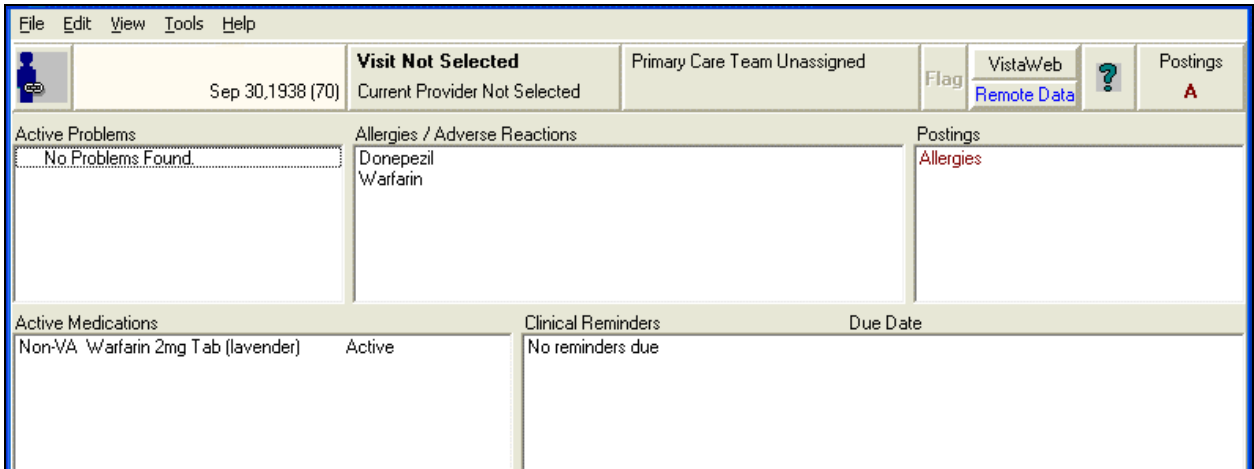 File Edit View Tools Help
Visit Not Selected
Primary Care Team Unassigned
Flag
VistaWeb
?
Postings
Sep 30,1938 (70)
Current Provider Not Selected
Remote Data
A
Active Problems
Allergies / Adverse Reactions
Postings
No Problems Found.
Donepezil
Allergies
Warfarin
Active Medications
Clinical Reminders Due Date
Non-VA Warfarin 2mg Tab (lavender) Active
No reminders due